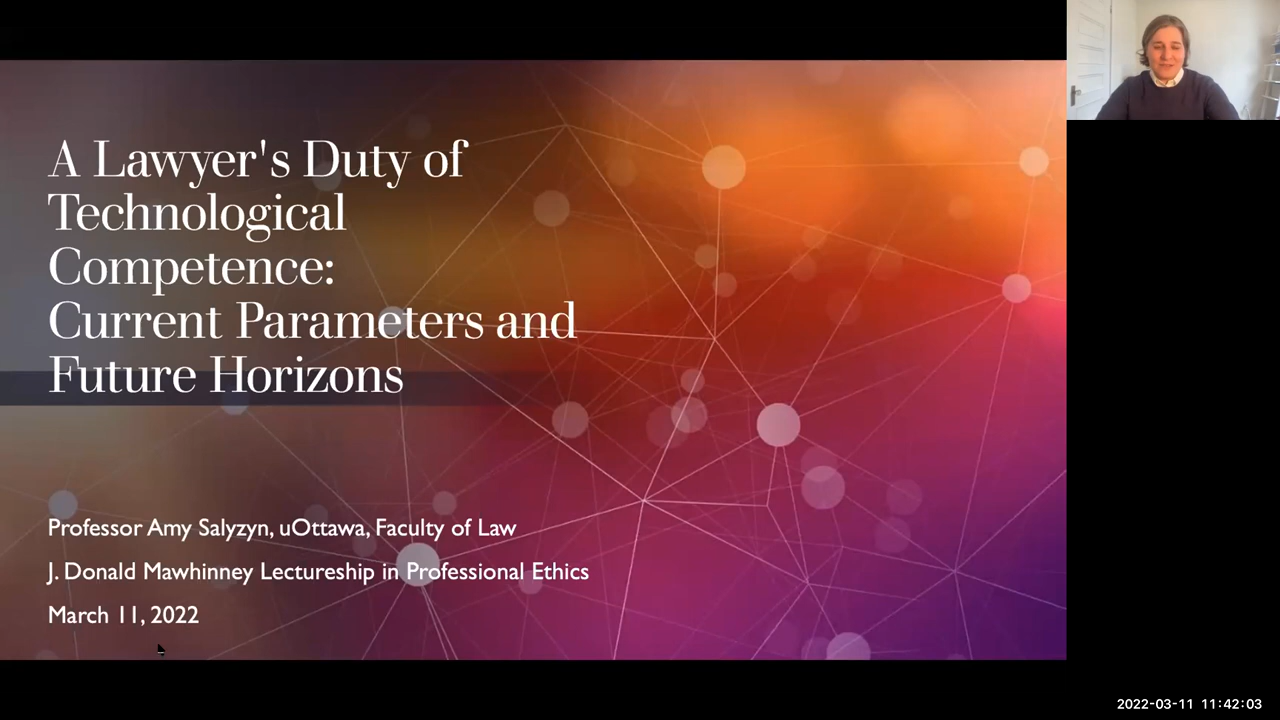 A Lawyer's Duty of
Technological
Competence:
Current Parameters and
Future Horizons
Professor Amy Salyzyn, uOttawa, Faculty of Law
J. Donald Mawhinney Lectureship in Professional Ethics
March 11, 2022
2022-03-11 11:42:03